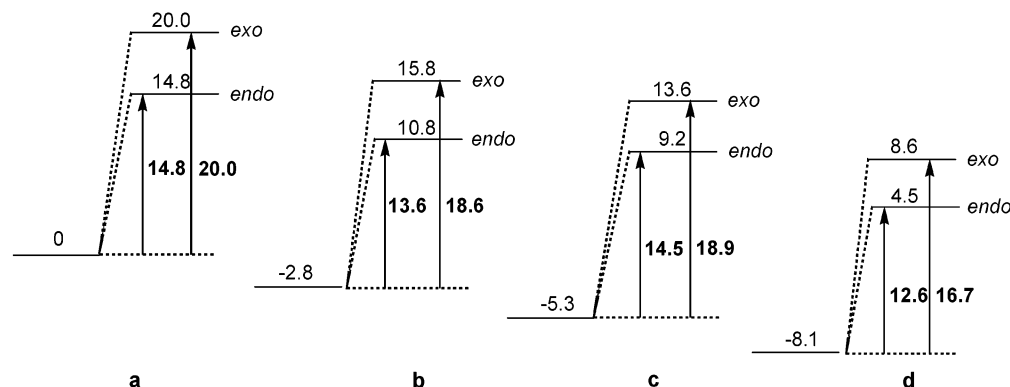 20.0
exo
14.8
endo
14.8 20.0
0
a
15.8
exo
10.8
endo
13.6 18.6
-2.8
b
13.6
exo
9.2
endo
14.5 18.9
-5.3
c
8.6
exo
4.5
endo
12.6 16.7
-8.1
d